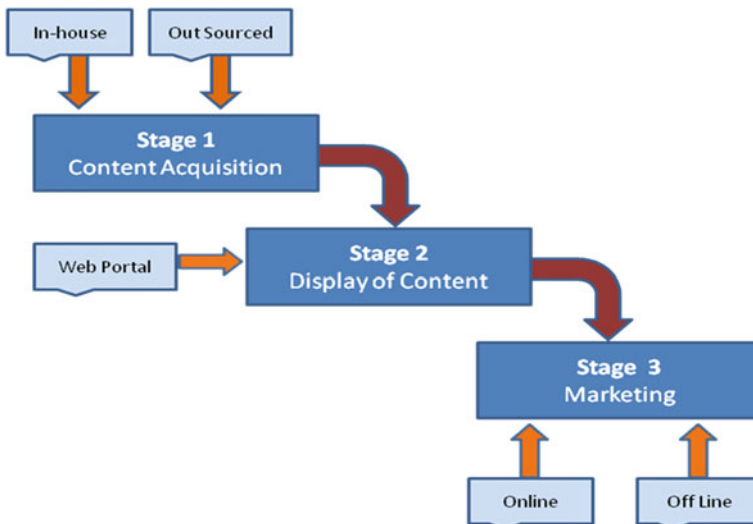 In-house
Out Sourced
Stage 1
Content Acquisition
Web Portal
Stage 2
Display of Content
Stage 3
Marketing
Online
Off Line